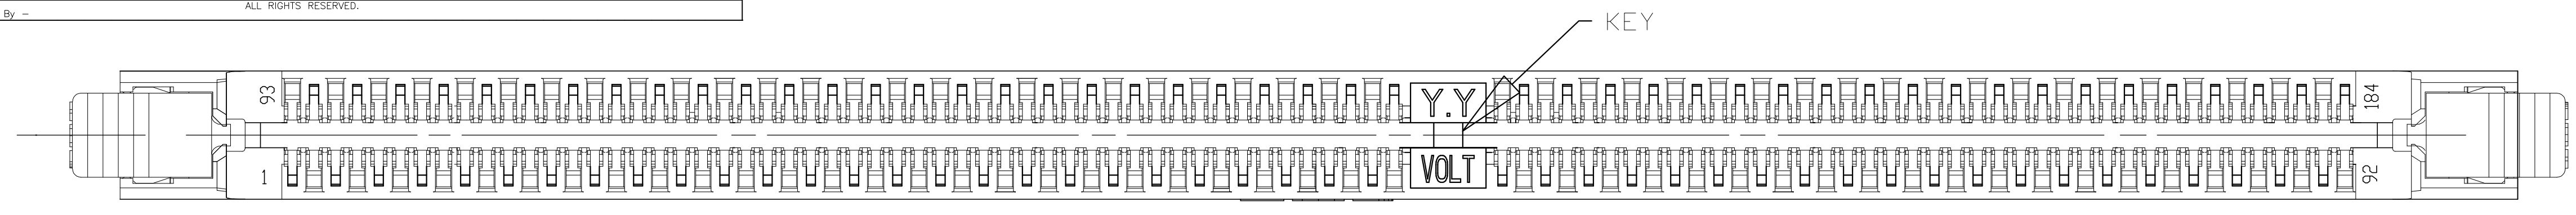 ALL RIGHTS RESERVED.
By -
KEY
93
Y.Y
184
1
VOLT
92